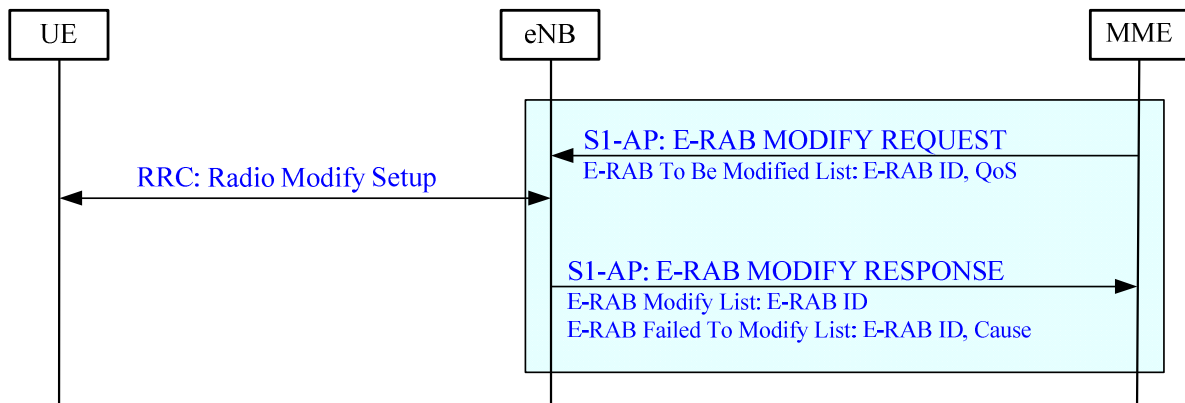 UE
eNB
MME
S1-AP: E-RAB MODIFY REQUEST
E-RAB To Be Modified List: E-RAB ID, QoS
RRC: Radio Modify Setup
S1-AP: E-RAB MODIFY RESPONSE
E-RAB Modify List: E-RAB ID
E-RAB Failed To Modify List: E-RAB ID, Cause